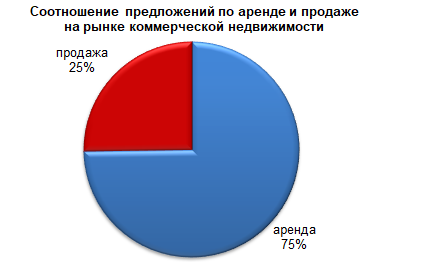 Соотношение предложений по аренде и продаже
на рынке коммерческой недвижимости
продажа
25%
аренда
75%